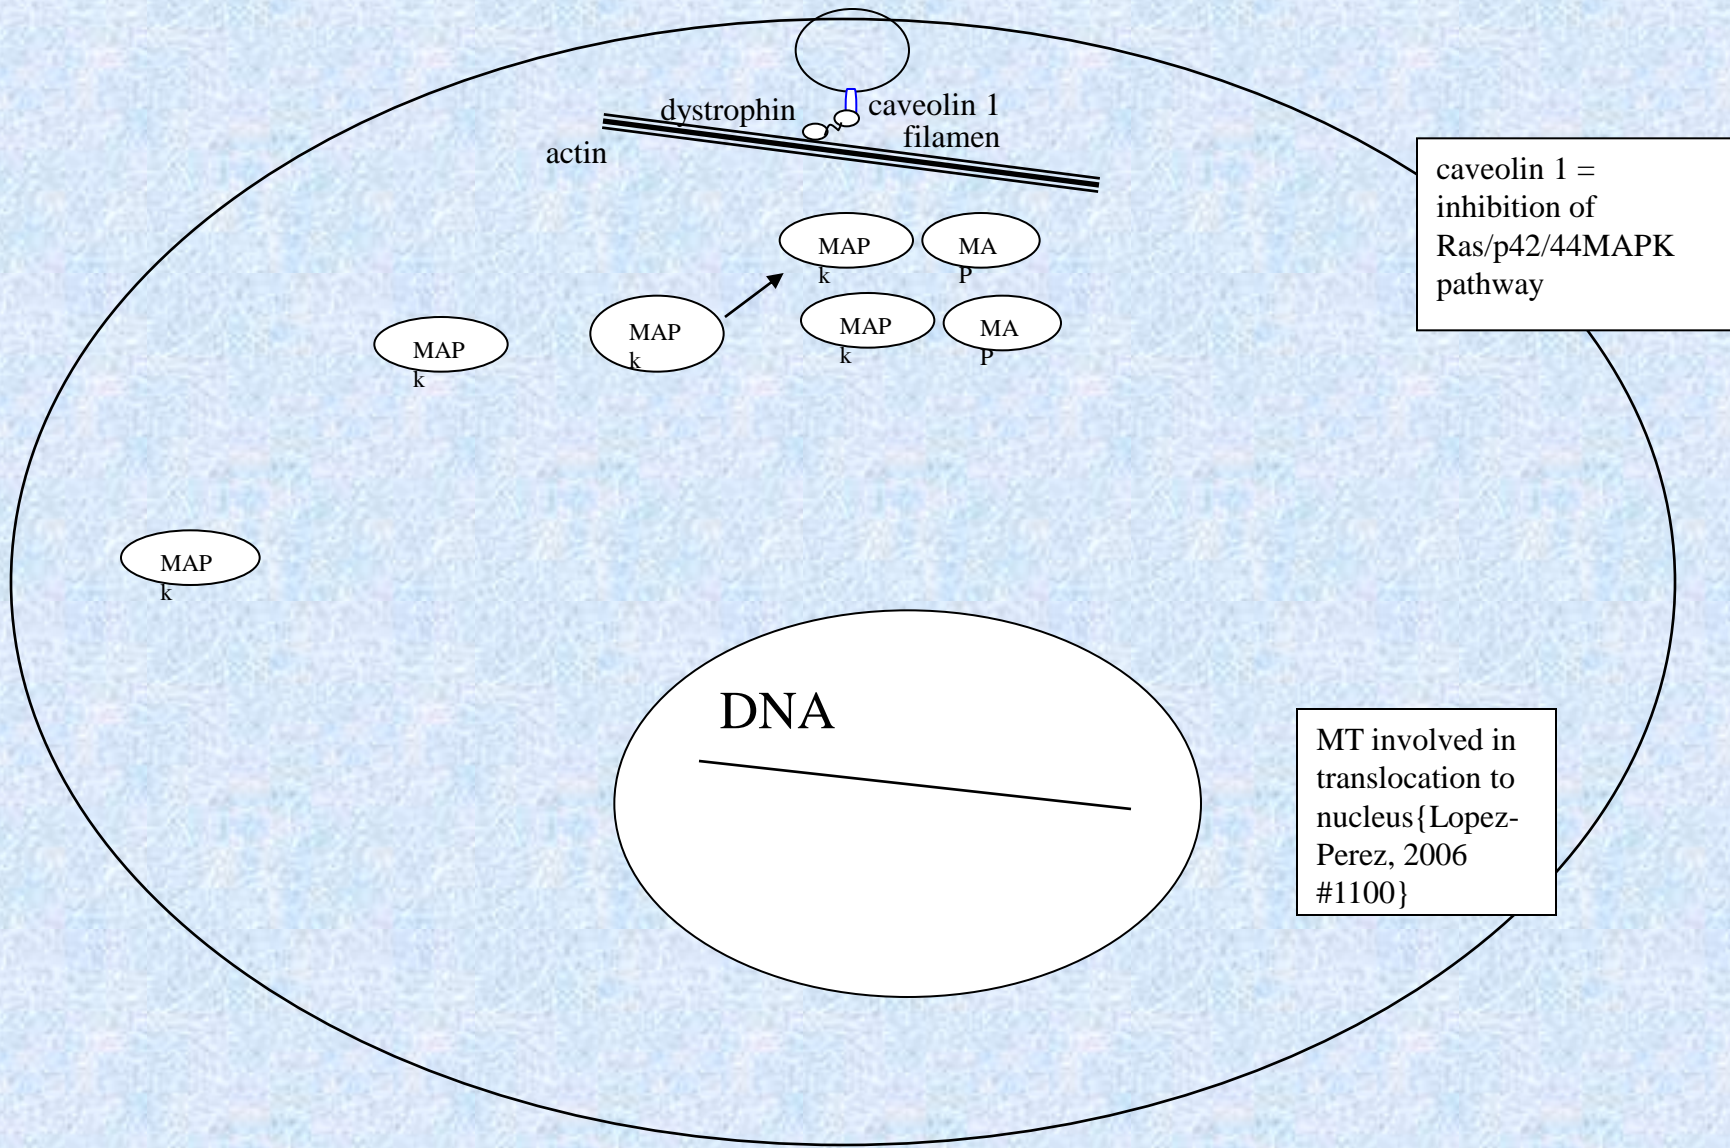 dystrophin
caveolin 1
filamen
actin
caveolin 1 =
inhibition of
Ras/p42/44MAPK
pathway
MAP
k
MA
P
MAP
k
MA
P
MAP
k
MAP
k
MAP
k
DNA
MT involved in
translocation to
nucleus{Lopez-
Perez, 2006
#1100}